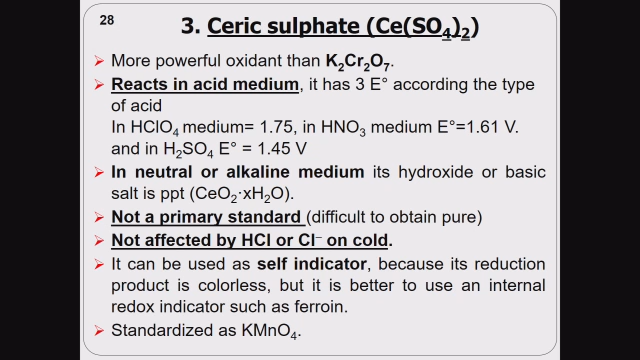 28
3. Ceric sulphate (Ce(SO₄)₂)
➢ More powerful oxidant than K₂Cr₂O₇.
➢ Reacts in acid medium, it has 3 E° according the type
of acid
In HClO₄ medium= 1.75, in HNO₃ medium E°=1.61 V.
and in H₂SO₄ E° = 1.45 V
➢ In neutral or alkaline medium its hydroxide or basic
salt is ppt (CeO₂·xH₂O).
➢ Not a primary standard (difficult to obtain pure)
➢ Not affected by HCl or Cl⁻ on cold.
➢ It can be used as self indicator, because its reduction
product is colorless, but it is better to use an internal
redox indicator such as ferroin.
➢ Standardized as KMnO₄.